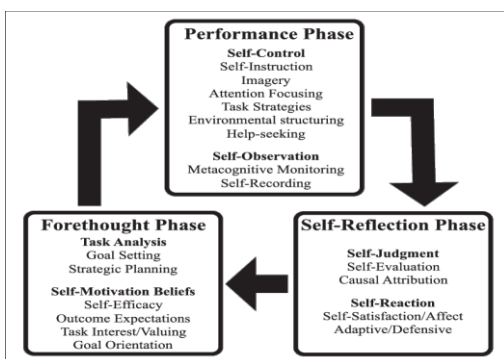 Performance Phase
Self-Control
Self-Instruction
Imagery
Attention Focusing
Task Strategies
Environmental structuring
Help-seeking
Self-Observation
Metacognitive Monitoring
Self-Recording
Forethought Phase
Task Analysis
Goal Setting
Strategic Planning
Self-Motivation Beliefs
Self-Efficacy
Outcome Expectations
Task Interest/Valuing
Goal Orientation
Self-Reflection Phase
Self-Judgment
Self-Evaluation
Causal Attribution
Self-Reaction
Self-Satisfaction/Affect
Adaptive/Defensive